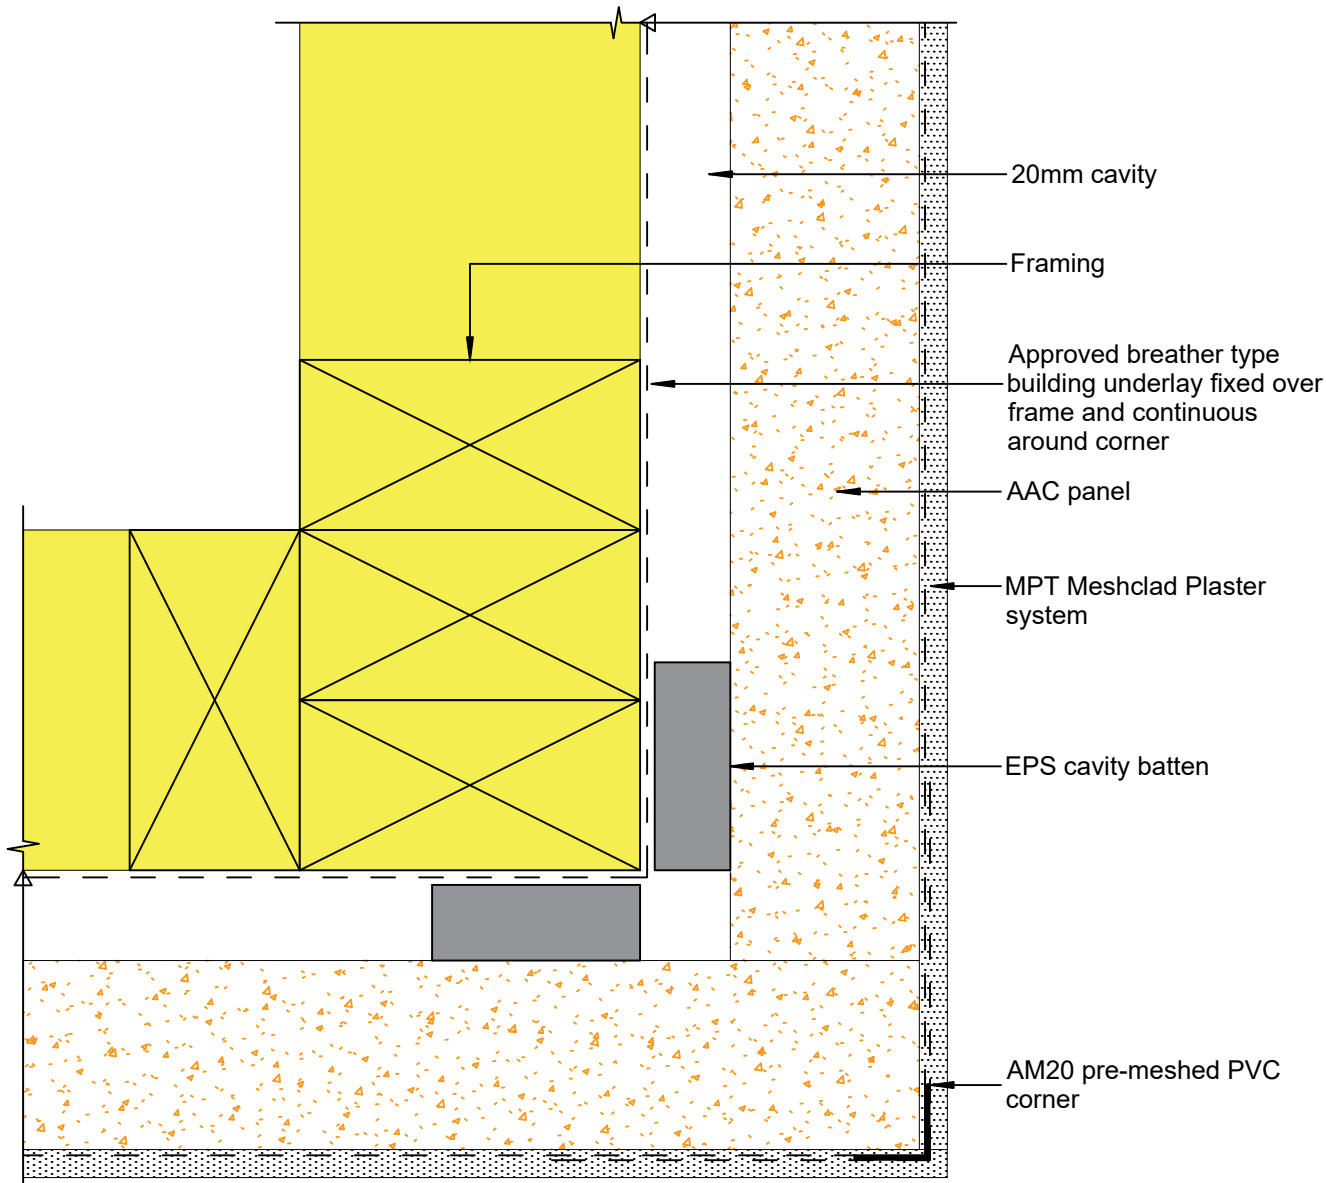 20mm cavity
Framing
Approved breather type
building underlay fixed over
frame and continuous
around corner
AAC panel
MPT Meshclad Plaster
system
EPS cavity batten
AM20 pre-meshed PVC
corner